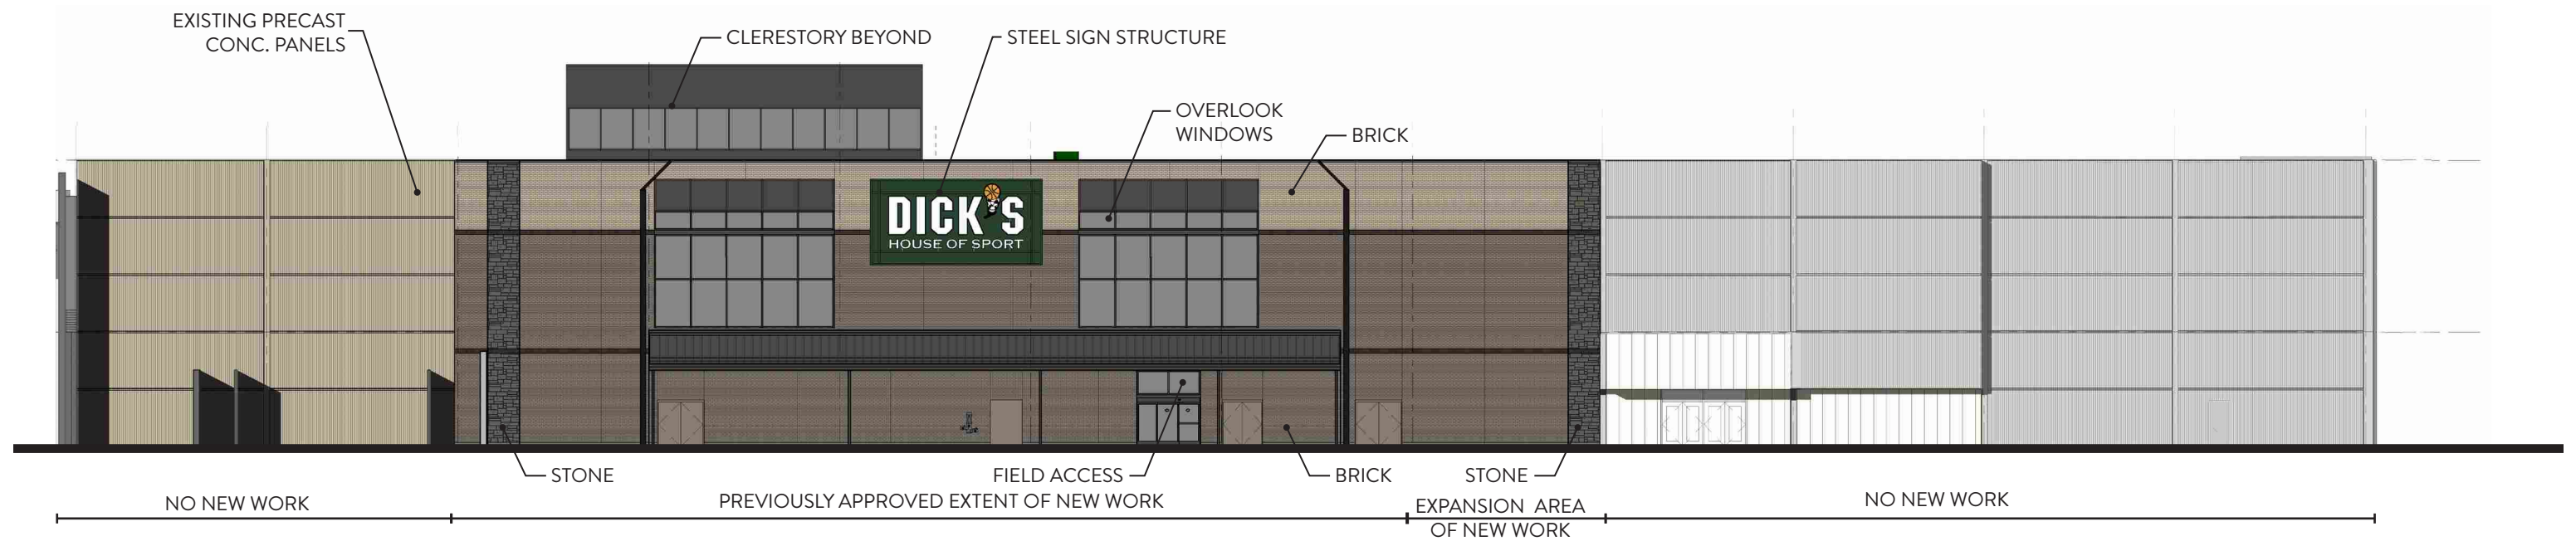 EXISTING PRECAST
CONC. PANELS
CLERESTORY BEYOND
STEEL SIGN STRUCTURE
OVERLOOK
WINDOWS
BRICK
DICK'S
HOUSE OF SPORT
STONE
FIELD ACCESS
BRICK
STONE
NO NEW WORK
PREVIOUSLY APPROVED EXTENT OF NEW WORK
EXPANSION AREA
OF NEW WORK
NO NEW WORK